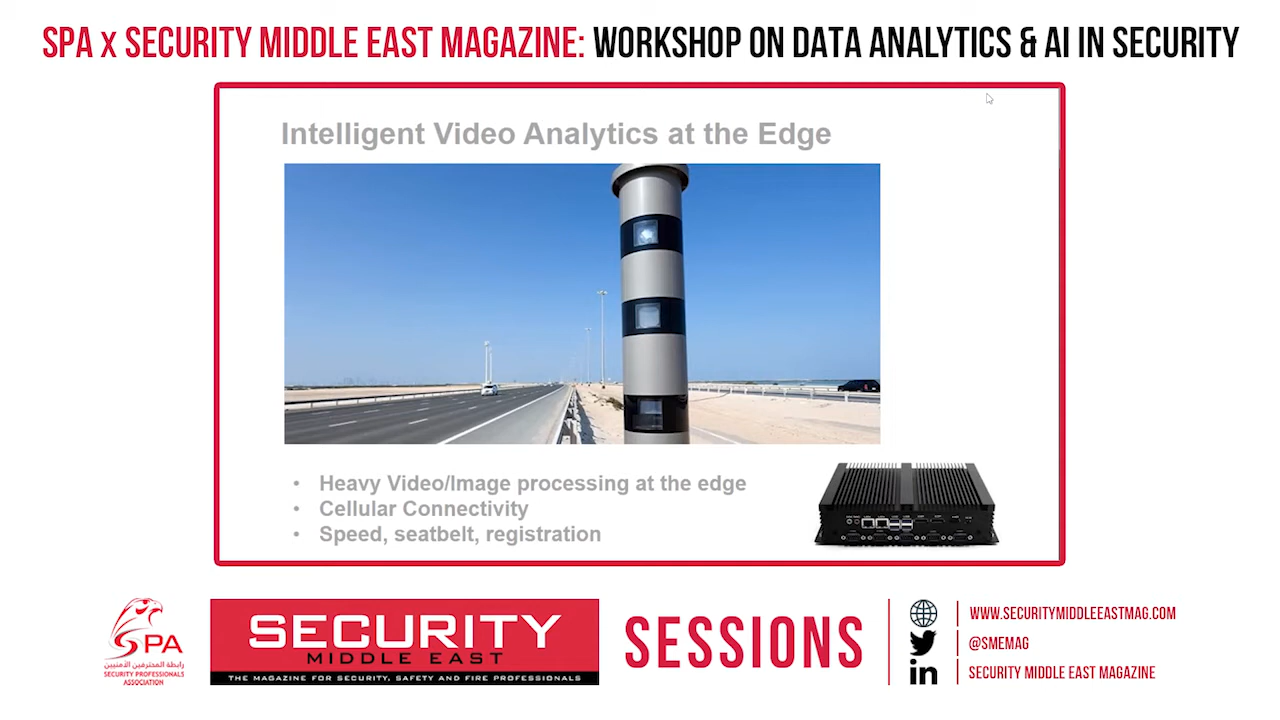 SPA x SECURITY MIDDLE EAST MAGAZINE: WORKSHOP ON DATA ANALYTICS & AI IN SECURITY
Intelligent Video Analytics at the Edge
• Heavy Video/Image processing at the edge
• Cellular Connectivity
• Speed, seatbelt, registration
SPA
رابطة المحترفين الأمنيين
SECURITY PROFESSIONALS
ASSOCIATION
SECURITY
MIDDLE EAST
THE MAGAZINE FOR SECURITY, SAFETY AND FIRE PROFESSIONALS
SESSIONS
WWW.SECURITYMIDDLEEASTMAG.COM
@SMEMAG
in
SECURITY MIDDLE EAST MAGAZINE